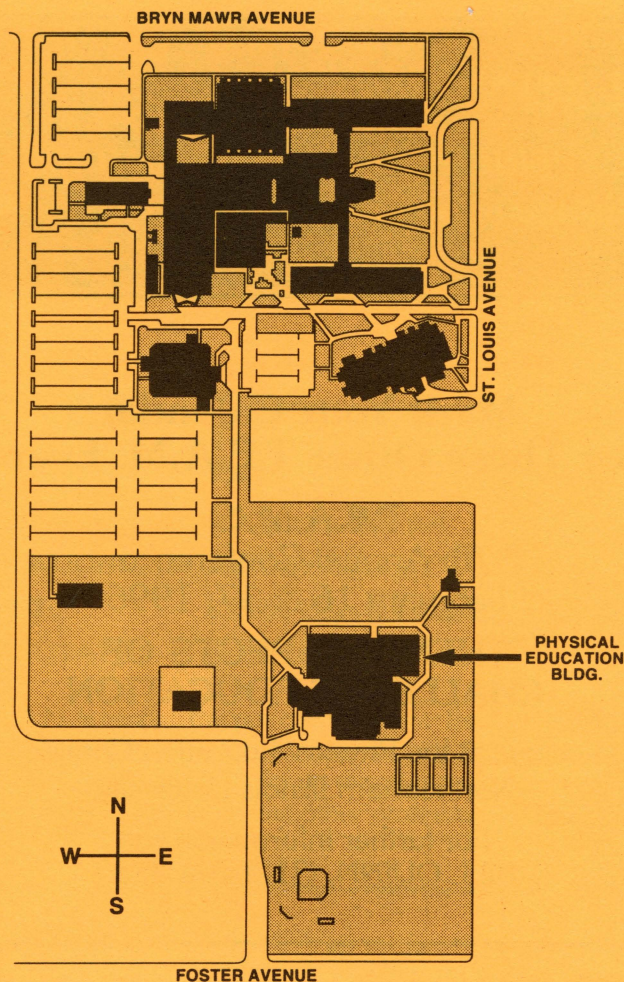 BRYN MAWR AVENUE
ST. LOUIS AVENUE
PHYSICAL
EDUCATION
BLDG.
N
W E
S
FOSTER AVENUE